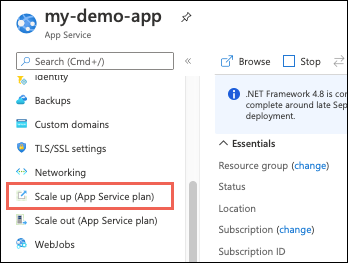 my-demo-app
App Service
Search (Cmd+/)
Identity
Backups
Custom domains
TLS/SSL settings
Networking
Scale up (App Service plan)
Scale out (App Service plan)
WebJobs
Browse Stop
.NET Framework 4.8 is com
complete around late Sep
deployment.
Essentials
Resource group (change)
Status
Location
Subscription (change)
Subscription ID